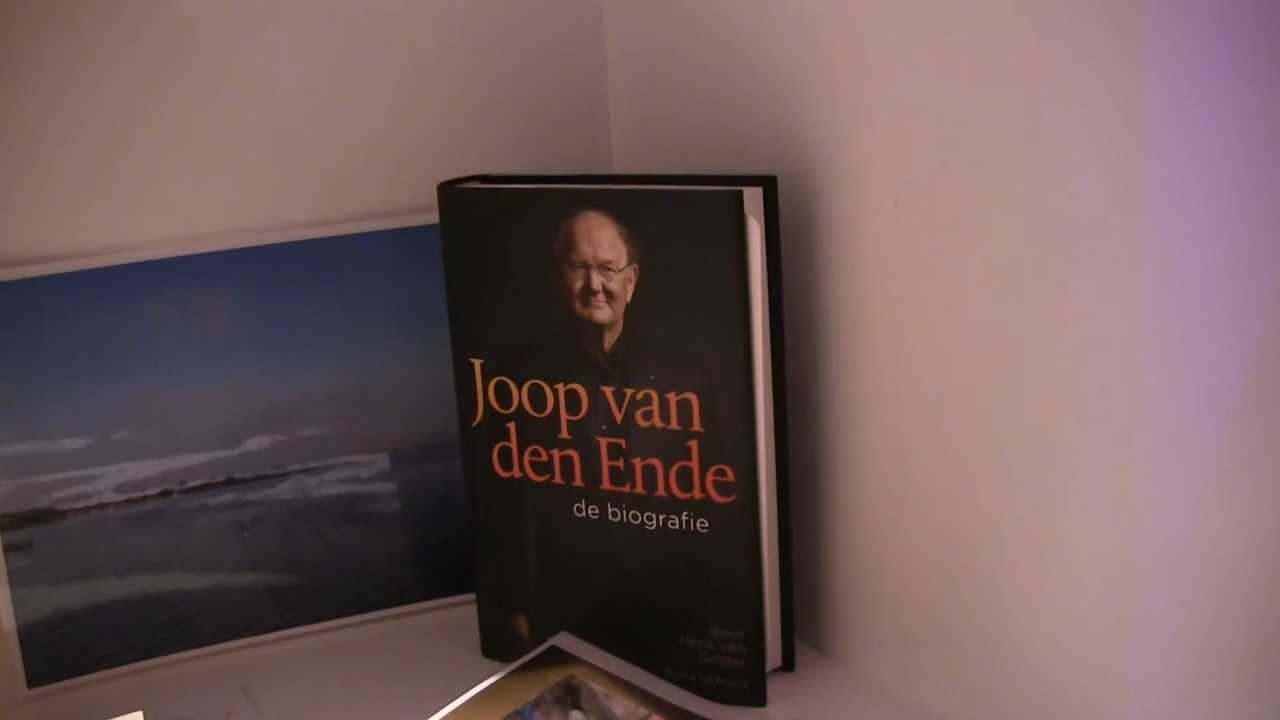 Joop van
den Ende
de biografie
door
Henk van
Gelder